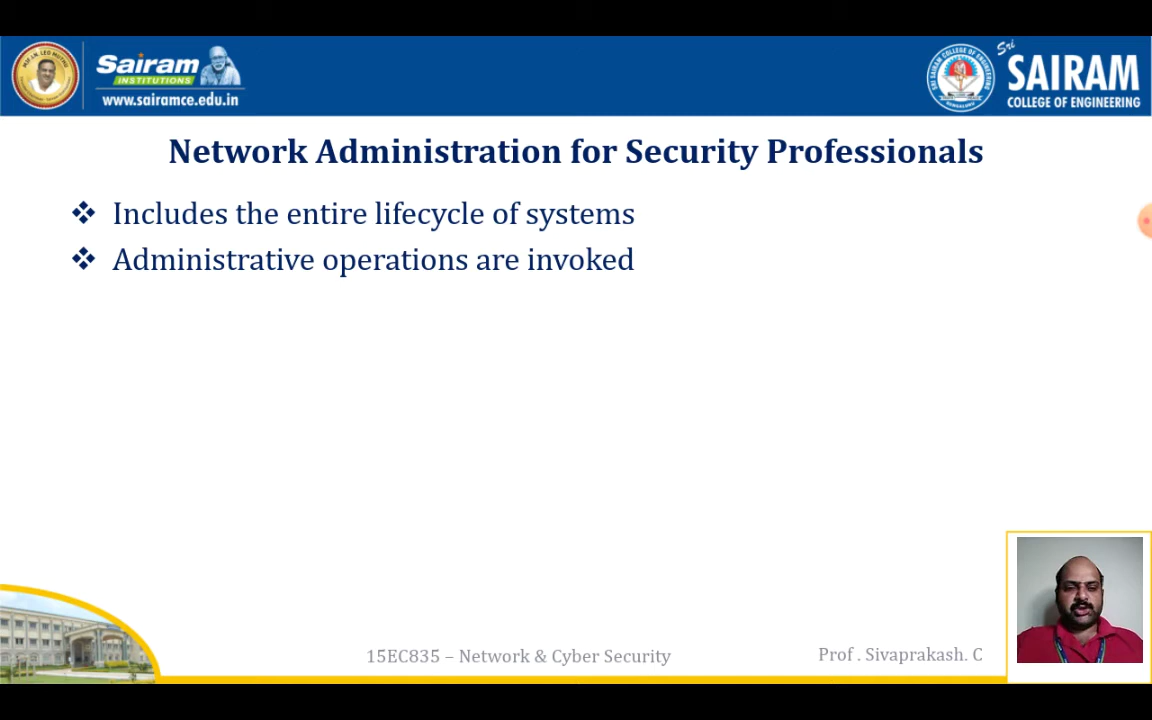 Sairam
INSTITUTIONS
www.sairamce.edu.in
Sri
SAIRAM
COLLEGE OF ENGINEERING
Network Administration for Security Professionals
❖ Includes the entire lifecycle of systems
❖ Administrative operations are invoked
15EC835 – Network & Cyber Security
Prof . Sivaprakash. C